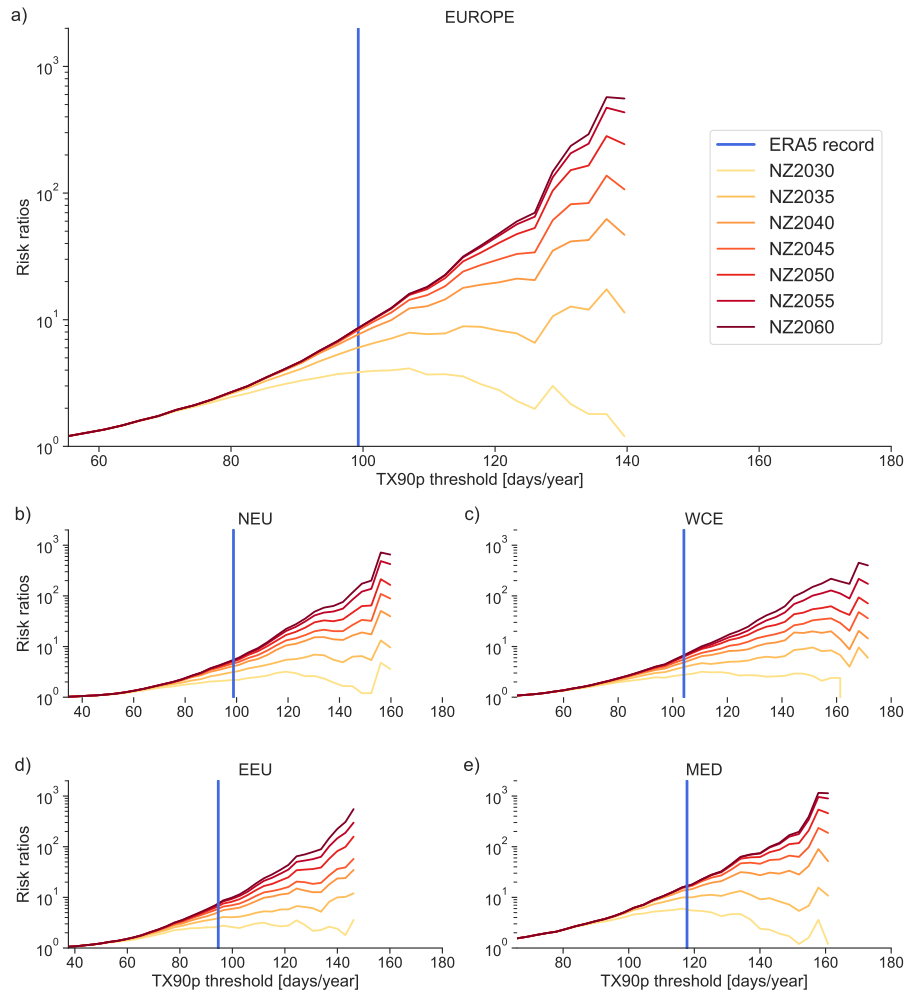 a)
EUROPE
Risk ratios
10^3
10^2
10^1
10^0
60 80 100 120 140 160 180
TX90p threshold [days/year]
ERA5 record
NZ2030
NZ2035
NZ2040
NZ2045
NZ2050
NZ2055
NZ2060
b)
NEU
Risk ratios
10^3
10^2
10^1
10^0
40 60 80 100 120 140 160 180
c)
WCE
10^3
10^2
10^1
10^0
60 80 100 120 140 160 180
d)
EEU
Risk ratios
10^3
10^2
10^1
10^0
40 60 80 100 120 140 160 180
TX90p threshold [days/year]
e)
MED
10^3
10^2
10^1
10^0
80 100 120 140 160 180
TX90p threshold [days/year]